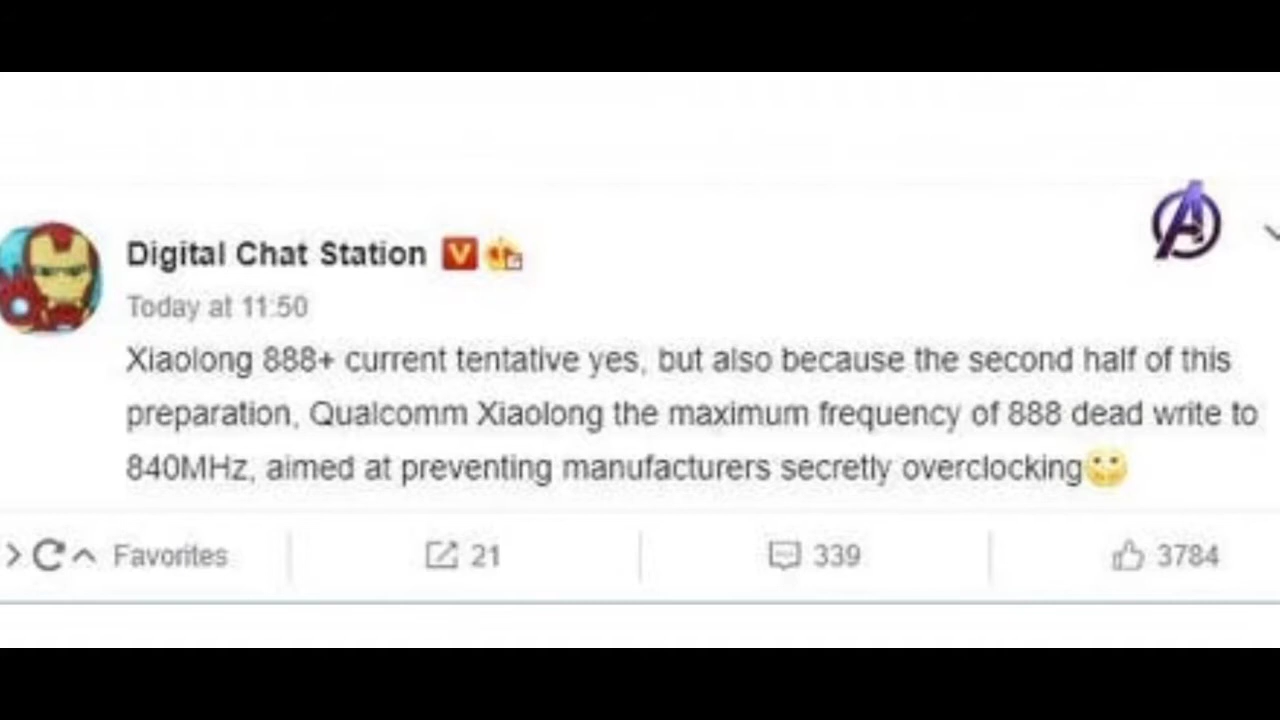 Digital Chat Station
Today at 11:50
Xiaolong 888+ current tentative yes, but also because the second half of this
preparation, Qualcomm Xiaolong the maximum frequency of 888 dead write to
840MHz, aimed at preventing manufacturers secretly overclocking
Favorites 21 339 3784